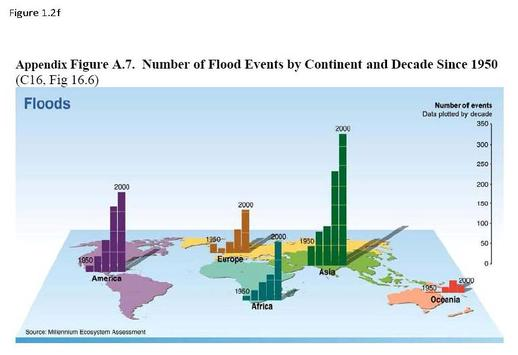 Figure 1.2f
Appendix Figure A.7. Number of Flood Events by Continent and Decade Since 1950
(C16, Fig 16.6)
Floods
Number of events
Data plotted by decade
350
300
250
200
150
100
50
0
2000
1950
America
2000
1950
Europe
2000
1950
Africa
2000
1950
Asia
2000
1950
Oceania
Source: Millennium Ecosystem Assessment